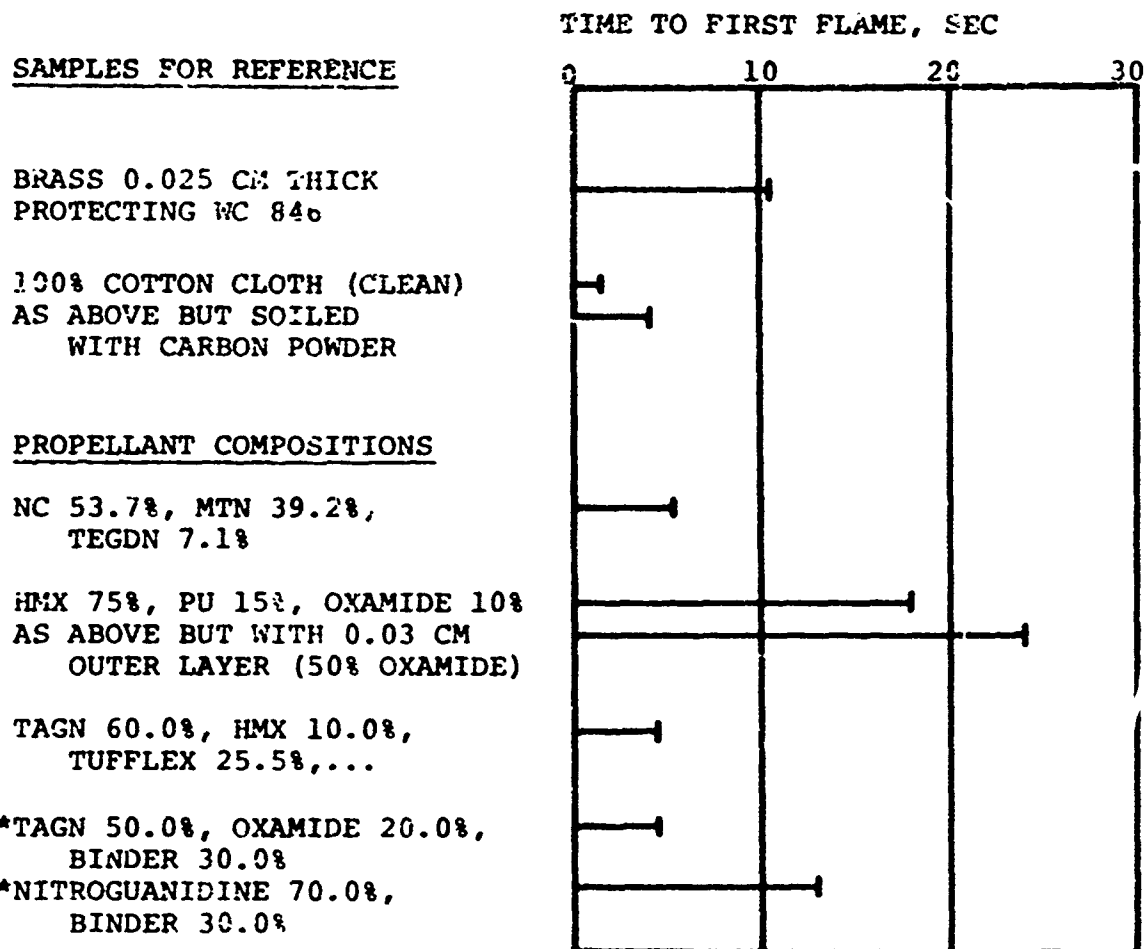 TIME TO FIRST FLAME, SEC
SAMPLES FOR REFERENCE
0 10 20 30
BRASS 0.025 CM THICK
PROTECTING WC 846
100% COTTON CLOTH (CLEAN)
AS ABOVE BUT SOILED
WITH CARBON POWDER
PROPELLANT COMPOSITIONS
NC 53.7%, MTN 39.2%,
TEGDN 7.1%
HMX 75%, PU 15%, OXAMIDE 10%
AS ABOVE BUT WITH 0.03 CM
OUTER LAYER (50% OXAMIDE)
TAGN 60.0%, HMX 10.0%,
TUFFLEX 25.5%,...
*TAGN 50.0%, OXAMIDE 20.0%,
BINDER 30.0%
*NITROGUANIDINE 70.0%,
BINDER 30.0%